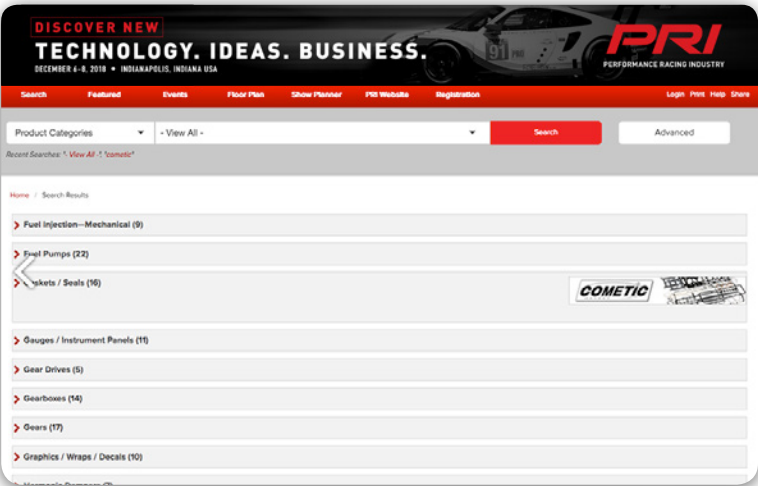 DISCOVER NEW
TECHNOLOGY. IDEAS. BUSINESS.
DECEMBER 6-8, 2018 • INDIANAPOLIS, INDIANA USA
91
PRI
PERFORMANCE RACING INDUSTRY
Search Featured Events Floor Plan Show Planner PRI Website Registration Login Print Help Share
Product Categories - View All - Search Advanced
Recent Searches: "- View All -", "cometic"
Home / Search Results
Fuel Injection—Mechanical (9)
Fuel Pumps (22)
Gaskets / Seals (16) COMETIC
Gauges / Instrument Panels (11)
Gear Drives (5)
Gearboxes (14)
Gears (17)
Graphics / Wraps / Decals (10)